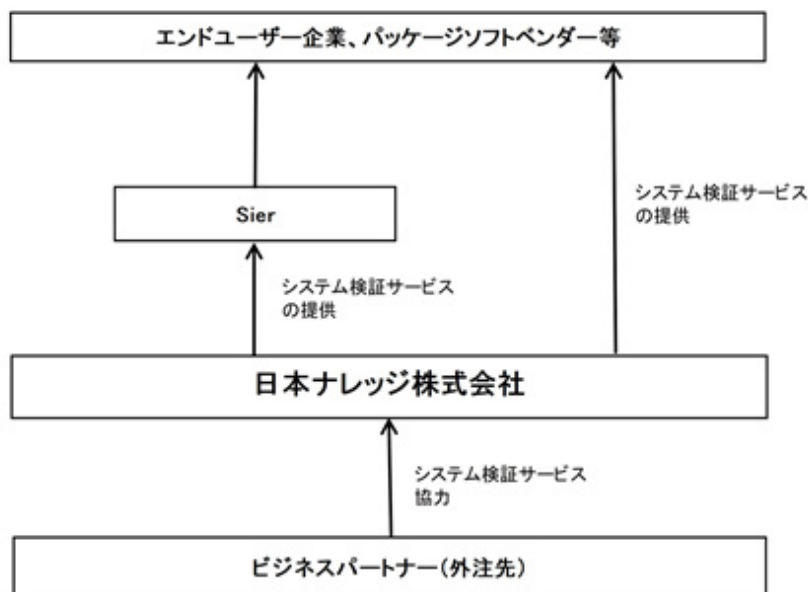 エンドユーザー企業、パッケージソフトベンダー等
システム検証サービス
の提供
Sier
システム検証サービス
の提供
日本ナレッジ株式会社
システム検証サービス
協力
ビジネスパートナー(外注先)